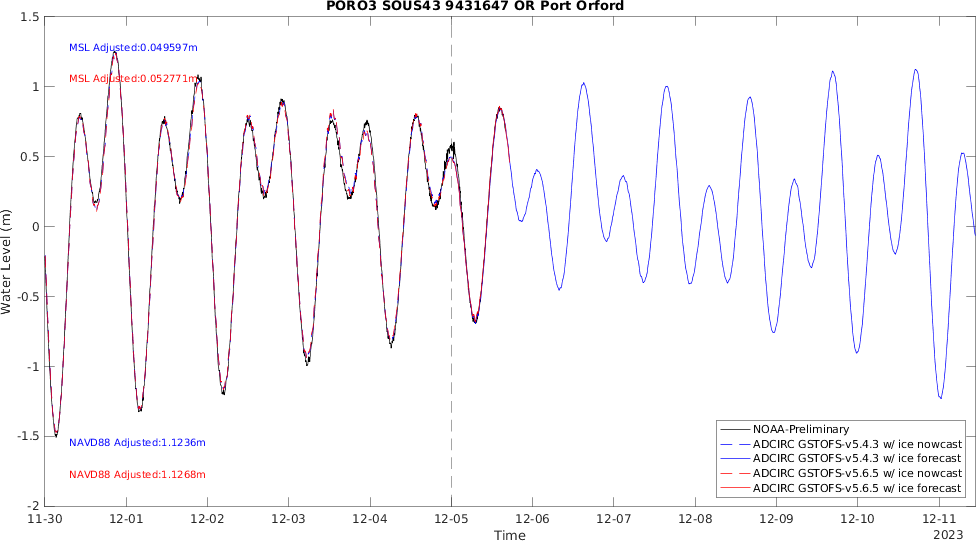 PORO3 SOUS43 9431647 OR Port Orford
1.5
1
0.5
0
-0.5
-1
-1.5
-2
Water Level (m)
MSL Adjusted:0.049597m
MSL Adjusted:0.052771m
NAVD88 Adjusted:1.1236m
NAVD88 Adjusted:1.1268m
NOAA-Preliminary
ADCIRC GSTOFS-v5.4.3 w/ ice nowcast
ADCIRC GSTOFS-v5.4.3 w/ ice forecast
ADCIRC GSTOFS-v5.6.5 w/ ice nowcast
ADCIRC GSTOFS-v5.6.5 w/ ice forecast
11-30 12-01 12-02 12-03 12-04 12-05 12-06 12-07 12-08 12-09 12-10 12-11
Time
2023